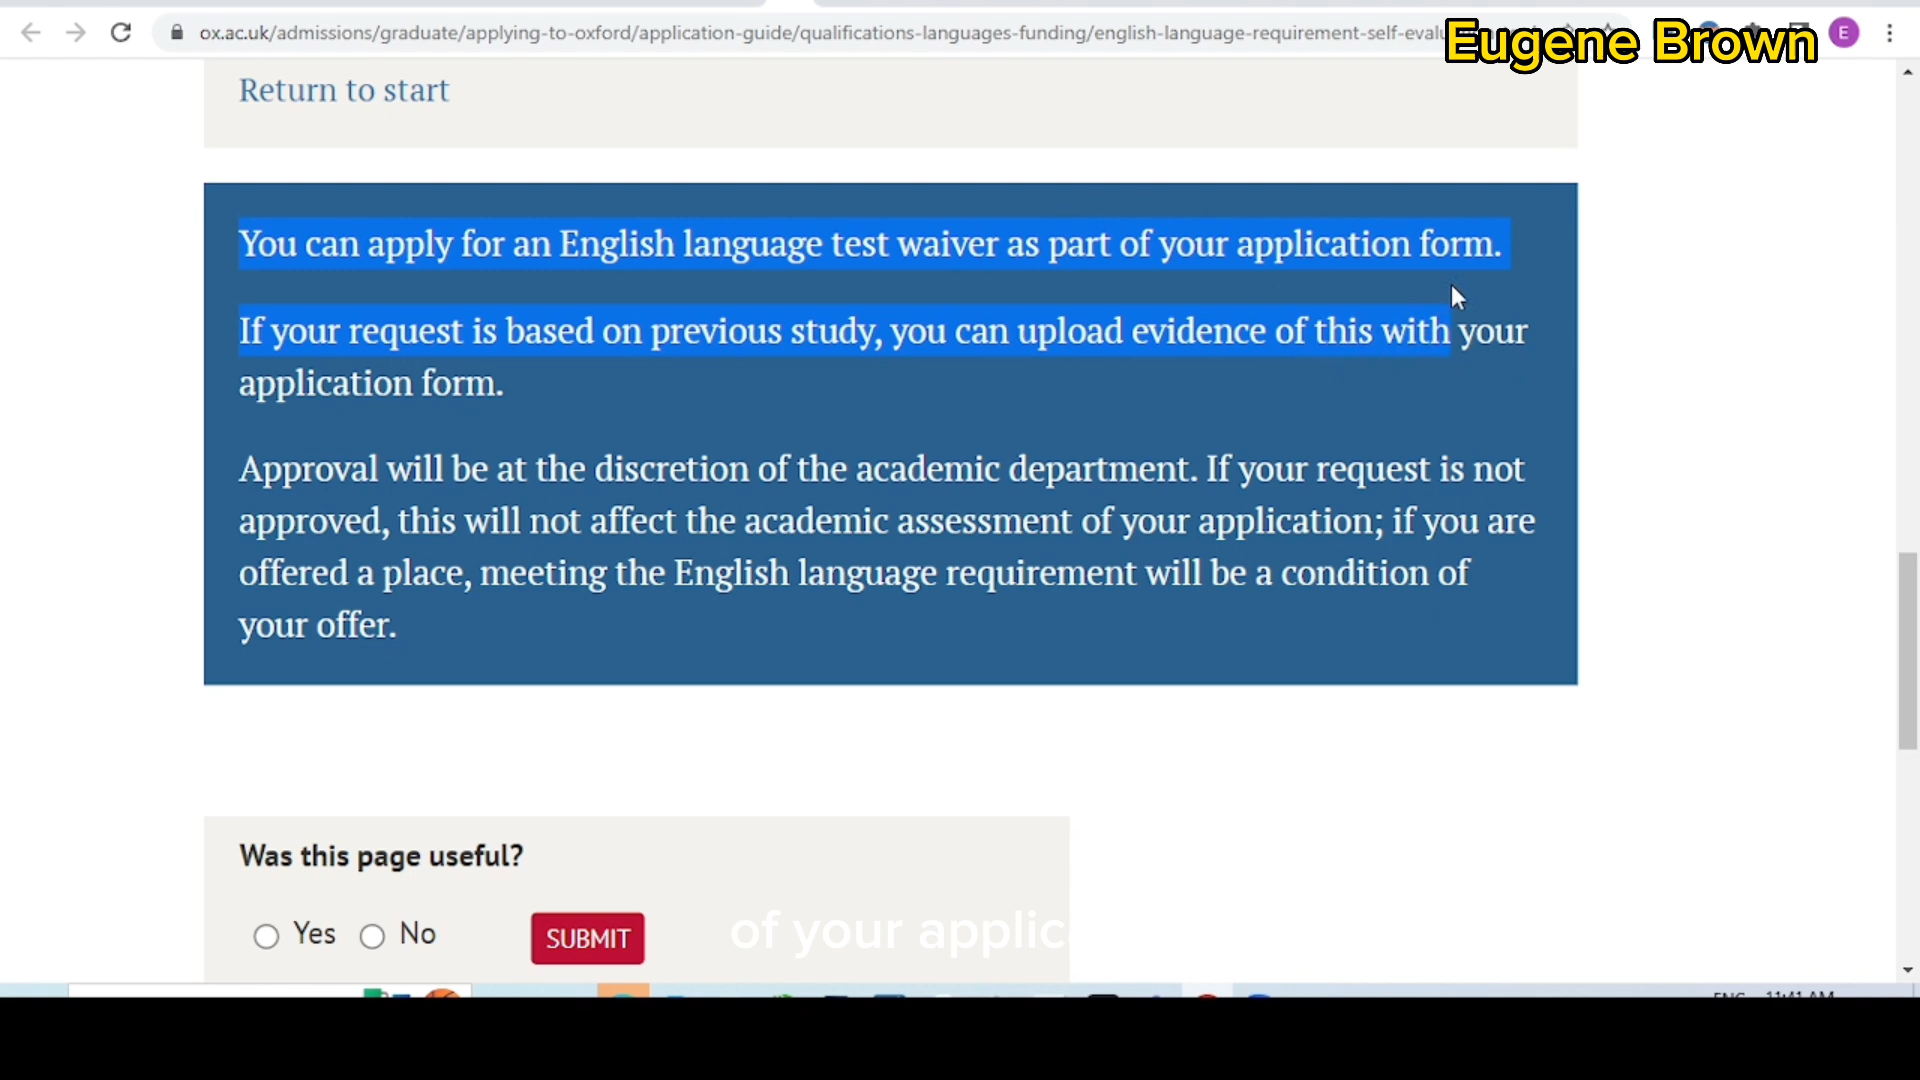 ox.ac.uk/admissions/graduate/applying-to-oxford/application-guide/qualifications-languages-funding/english-language-requirement-self-evalu
Eugene Brown
E
Return to start
You can apply for an English language test waiver as part of your application form.
If your request is based on previous study, you can upload evidence of this with your
application form.
Approval will be at the discretion of the academic department. If your request is not
approved, this will not affect the academic assessment of your application; if you are
offered a place, meeting the English language requirement will be a condition of
your offer.
Was this page useful?
Yes No SUBMIT
of your applic
ENG 11:41 AM